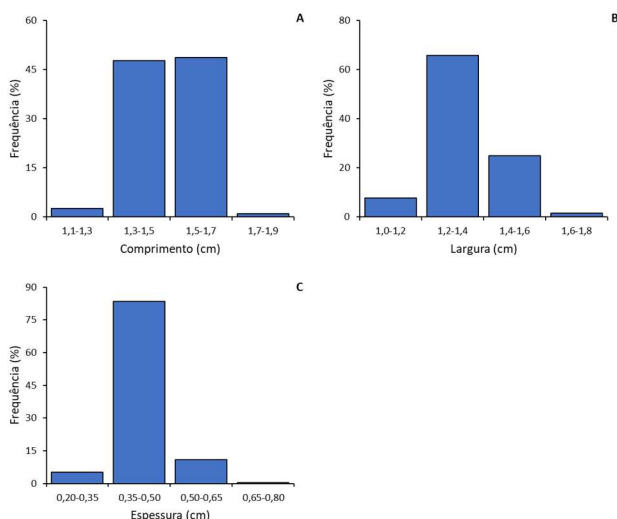 A
Frequência (%)
60
45
30
15
0
1,1-1,3 1,3-1,5 1,5-1,7 1,7-1,9
Comprimento (cm)
B
Frequência (%)
80
60
40
20
0
1,0-1,2 1,2-1,4 1,4-1,6 1,6-1,8
Largura (cm)
C
Frequência (%)
90
75
60
45
30
15
0
0,20-0,35 0,35-0,50 0,50-0,65 0,65-0,80
Espessura (cm)